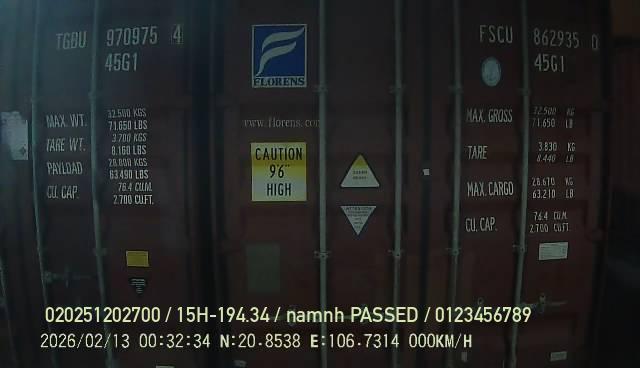 TGBU 970975 4
45G1
MAX. WT. 32.500 KGS
71.650 LBS
TARE WT. 3.700 KGS
8.160 LBS
PAYLOAD 28.800 KGS
63.490 LBS
CU. CAP. 76.4 CU.M.
2.700 CU.FT.
FLORENS
www.florens.com
CAUTION
9'6"
HIGH
FSCU 862935 0
45G1
MAX. GROSS 32.500 KG
71.650 LB
TARE 3.830 KG
8.440 LB
MAX. CARGO 28.670 KG
63.210 LB
CU. CAP. 76.4 CU.M.
2.700 CU.FT.
020251202700 / 15H-194.34 / namnh PASSED / 0123456789
2026/02/13 00:32:34 N:20.8538 E:106.7314 000KM/H